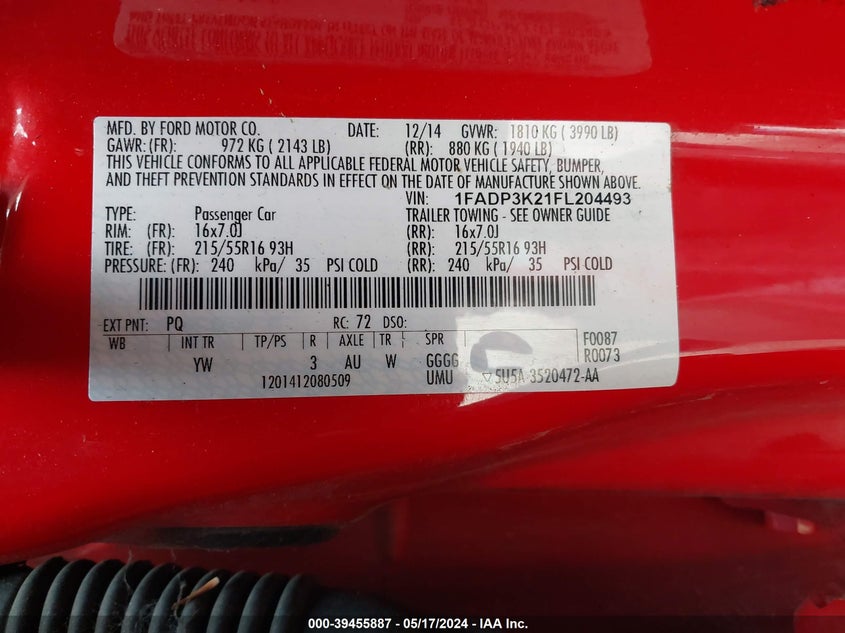 MFD. BY FORD MOTOR CO. DATE: 12/14 GVWR: 1810 KG ( 3990 LB)
GAWR: (FR) 972 KG ( 2143 LB) (RR) 880 KG ( 1940 LB)
THIS VEHICLE CONFORMS TO ALL APPLICABLE FEDERAL MOTOR VEHICLE SAFETY, BUMPER,
AND THEFT PREVENTION STANDARDS IN EFFECT ON THE DATE OF MANUFACTURE SHOWN ABOVE.
VIN: 1FADP3K21FL204493
TYPE: Passenger Car TRAILER TOWING - SEE OWNER GUIDE
RIM: (FR) 16x7.0J (RR): 16x7.0J
TIRE: (FR) 215/55R16 93H (RR): 215/55R16 93H
PRESSURE: (FR) 240 kPa/ 35 PSI COLD (RR): 240 kPa/ 35 PSI COLD
EXT PNT: PQ RC: 72 DSO:
WB INT TR TP/PS R AXLE TR SPR F0087
YW 3 AU W GGGG R0073
1201412080509 UMU ▽5U5A-3520472-AA
000-39455887 - 05/17/2024 - IAA Inc.